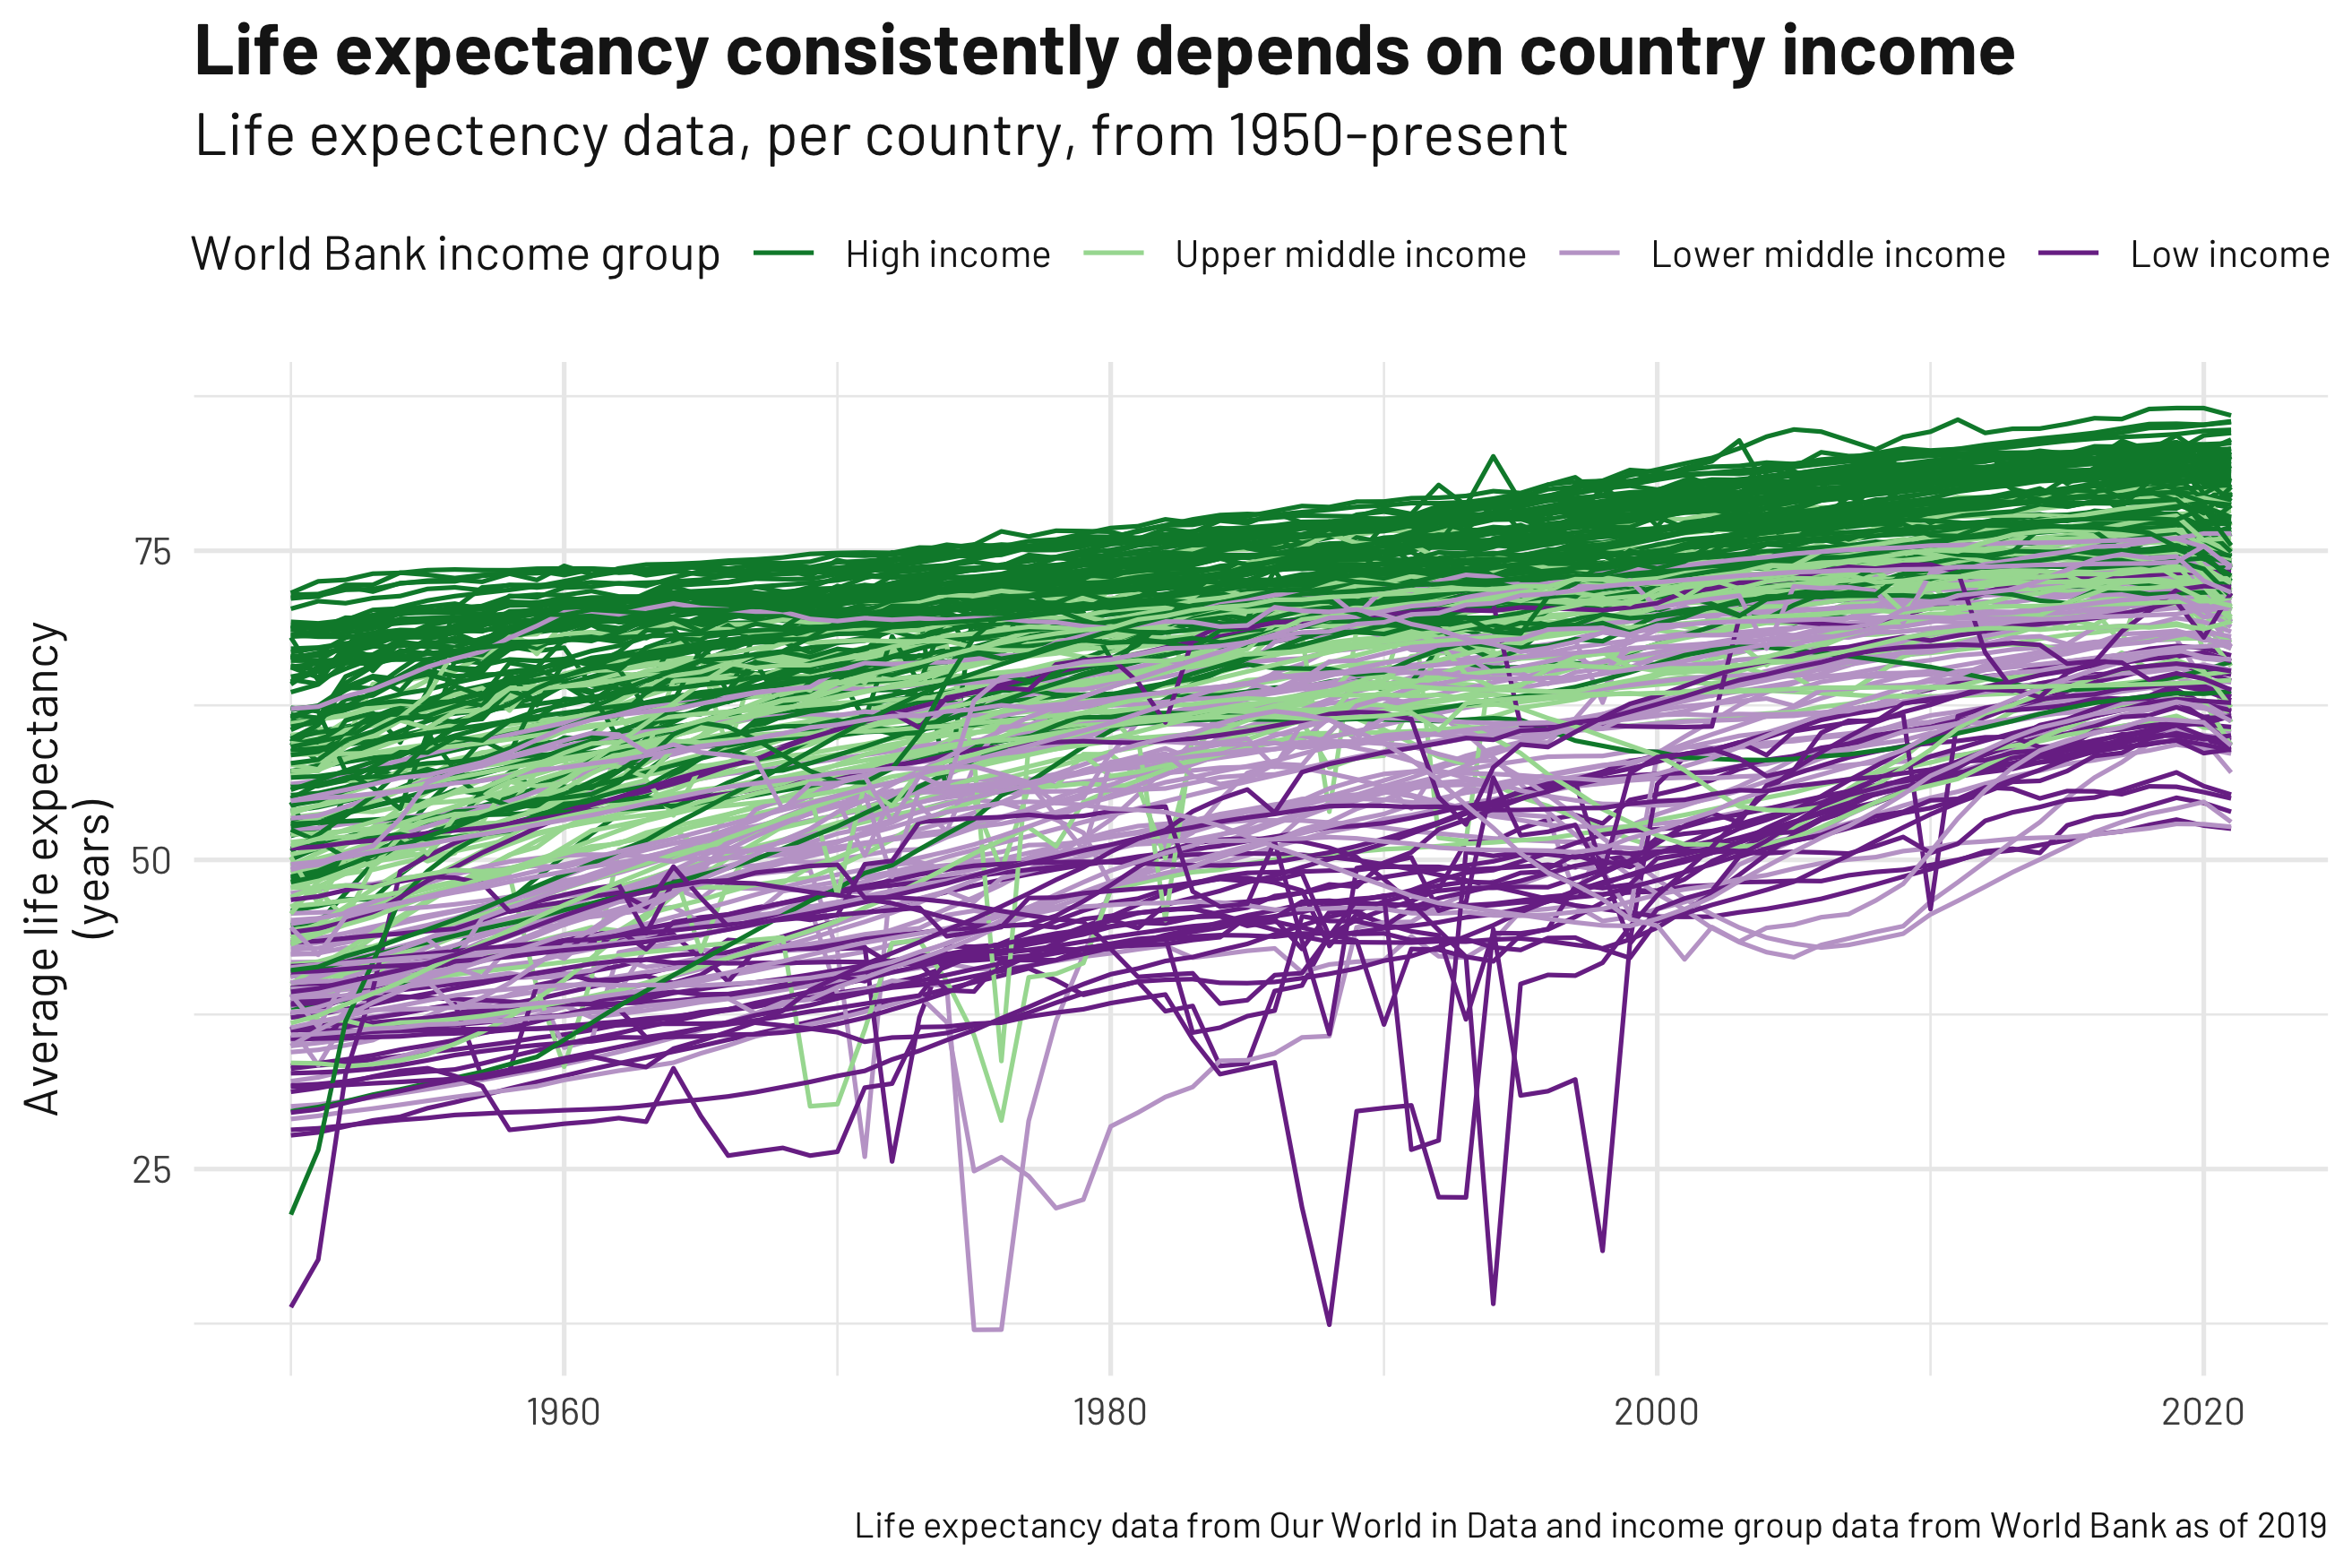 Life expectancy consistently depends on country income
Life expectency data, per country, from 1950-present
World Bank income group High income Upper middle income Lower middle income Low income
Average life expectancy
(years)
75
50
25
1960 1980 2000 2020
Life expectancy data from Our World in Data and income group data from World Bank as of 2019